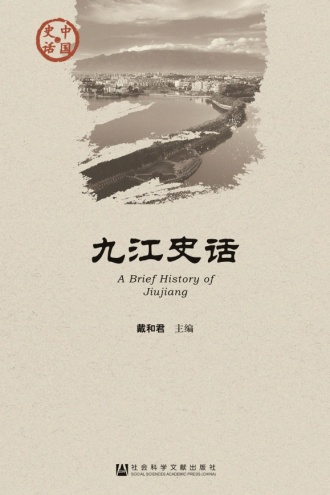 中国史话
九江史话
A Brief History of
Jiujiang
戴和君 主编
社会科学文献出版社
SOCIAL SCIENCES ACADEMIC PRESS (CHINA)